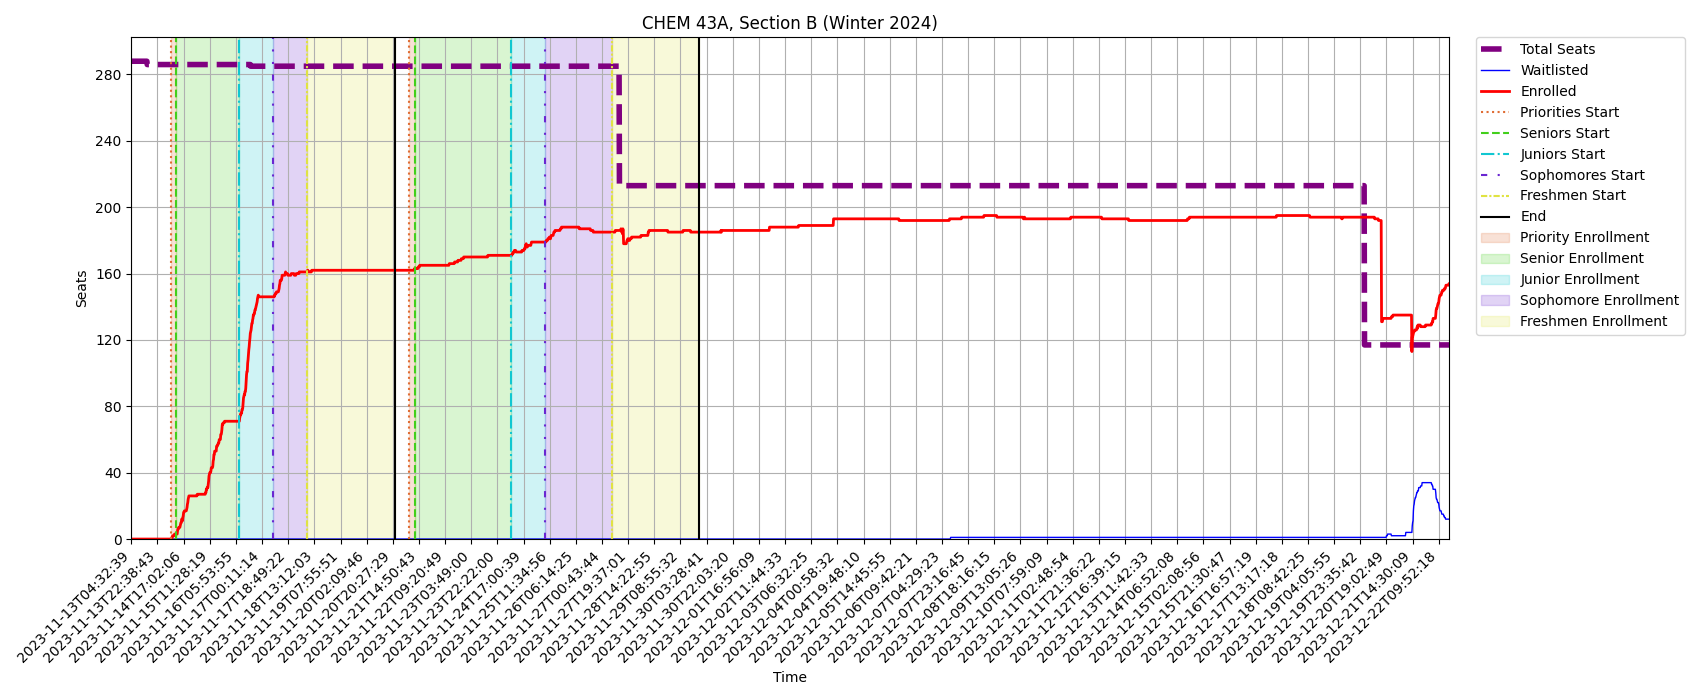 CHEM 43A, Section B (Winter 2024)
Seats
280
240
200
160
120
80
40
0
2023-11-13T04:32:39
2023-11-13T22:38:43
2023-11-14T17:02:06
2023-11-15T11:28:19
2023-11-16T05:53:55
2023-11-17T00:11:14
2023-11-17T18:49:22
2023-11-18T13:12:03
2023-11-19T07:55:51
2023-11-20T02:09:46
2023-11-20T20:27:29
2023-11-21T14:50:43
2023-11-22T09:20:49
2023-11-23T03:49:00
2023-11-23T22:22:00
2023-11-24T17:00:39
2023-11-25T11:34:56
2023-11-26T06:14:25
2023-11-27T00:43:44
2023-11-27T19:37:01
2023-11-28T14:22:55
2023-11-29T08:55:32
2023-11-30T03:28:41
2023-11-30T22:03:20
2023-12-01T16:56:09
2023-12-02T11:44:33
2023-12-03T06:32:25
2023-12-04T00:58:32
2023-12-04T19:48:10
2023-12-05T14:45:55
2023-12-06T09:42:21
2023-12-07T04:29:23
2023-12-07T23:16:45
2023-12-08T18:16:15
2023-12-09T13:05:26
2023-12-10T07:59:09
2023-12-11T02:48:54
2023-12-11T21:36:22
2023-12-12T16:39:15
2023-12-13T11:42:33
2023-12-14T06:52:08
2023-12-15T02:08:56
2023-12-15T21:30:47
2023-12-16T16:57:19
2023-12-17T13:17:18
2023-12-18T08:42:25
2023-12-19T04:05:55
2023-12-19T23:35:42
2023-12-20T19:02:49
2023-12-21T14:30:09
2023-12-22T09:52:18
Time
Total Seats
Waitlisted
Enrolled
Priorities Start
Seniors Start
Juniors Start
Sophomores Start
Freshmen Start
End
Priority Enrollment
Senior Enrollment
Junior Enrollment
Sophomore Enrollment
Freshmen Enrollment